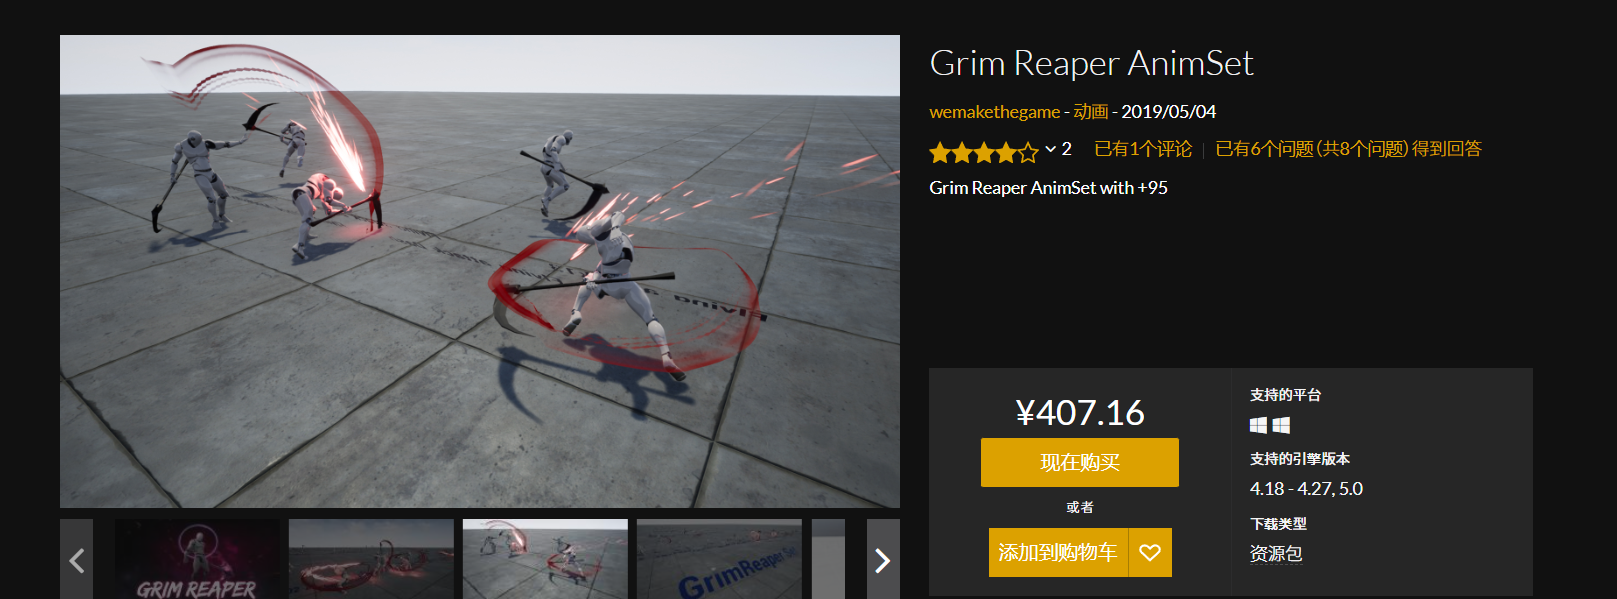 Grim Reaper AnimSet
wemakethegame - 动画 - 2019/05/04
2 已有1个评论 | 已有6个问题 (共8个问题) 得到回答
Grim Reaper AnimSet with +95
¥407.16
现在购买
或者
添加到购物车
支持的平台
支持的引擎版本
4.18 - 4.27, 5.0
下载类型
资源包
GRIM REAPER
GrimReaper Set